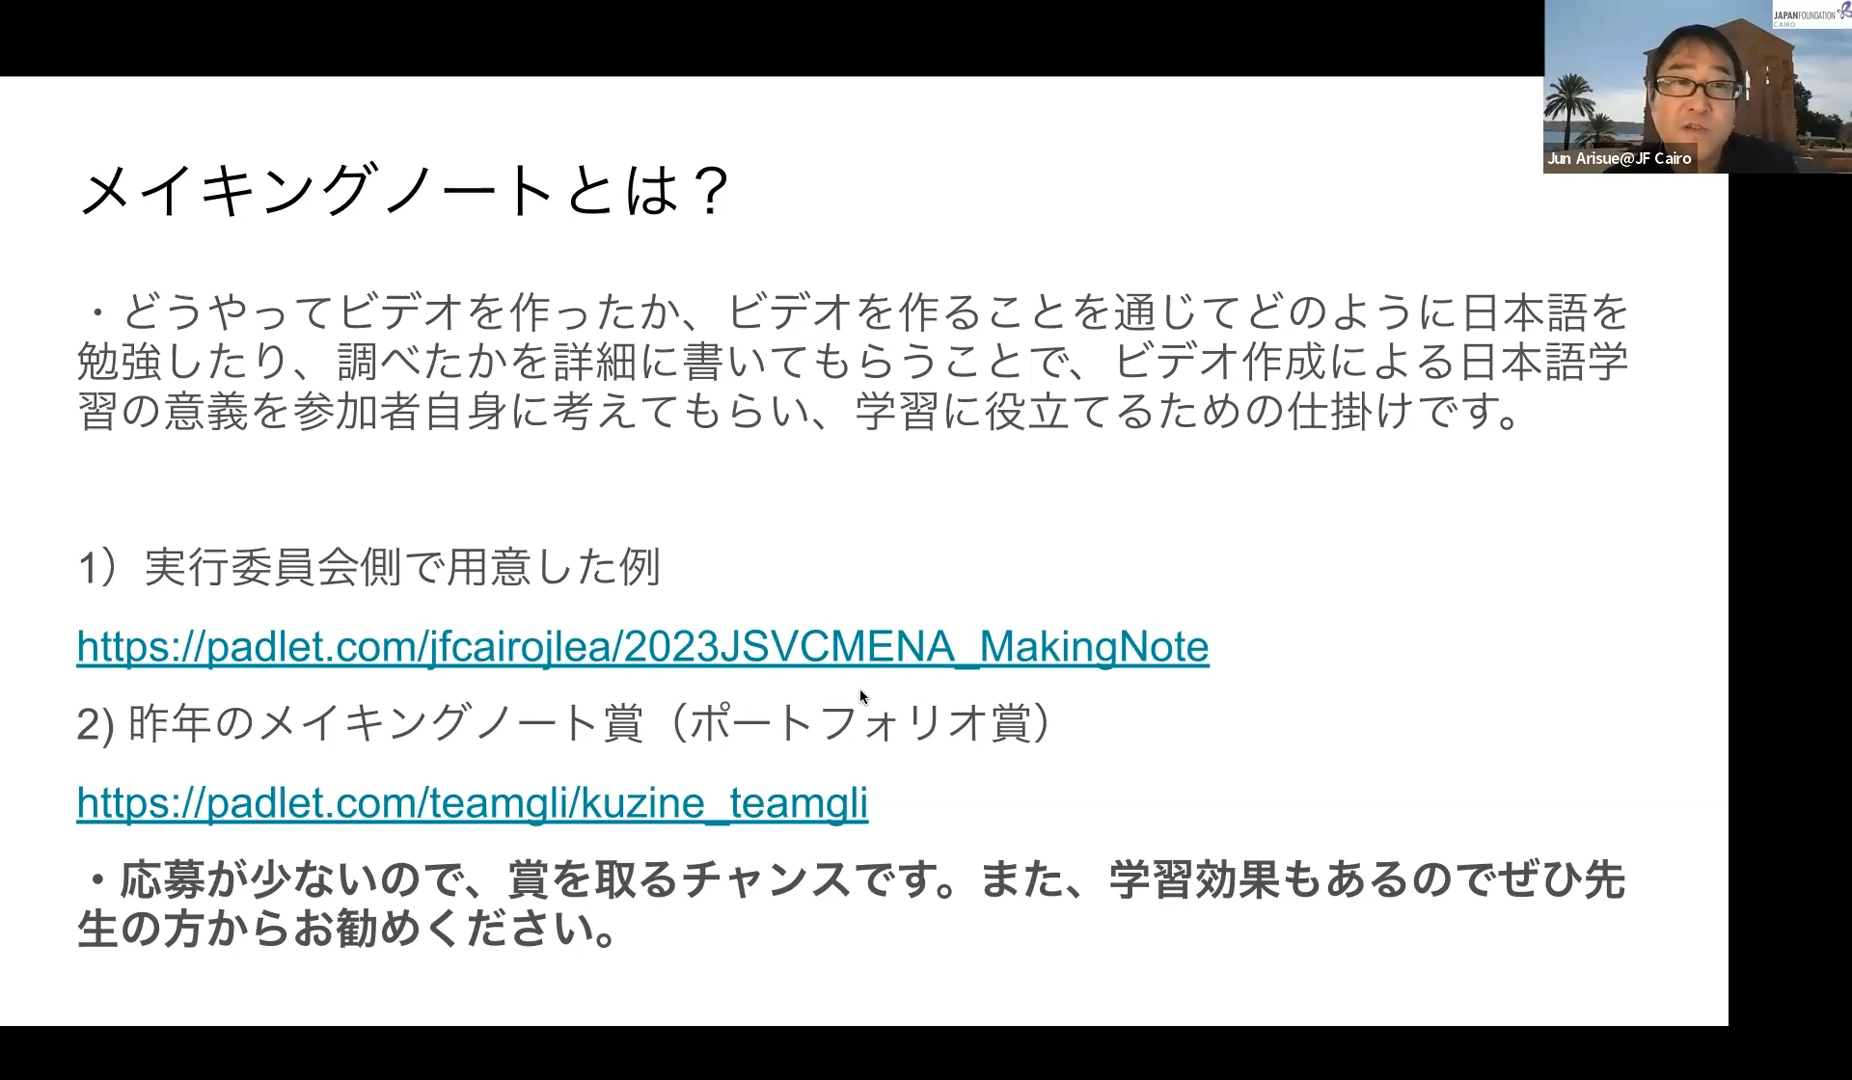 JAPANFOUNDATION
CAIRO
Jun Arisue@JF Cairo
メイキングノートとは？
・どうやってビデオを作ったか、ビデオを作ることを通じてどのように日本語を
勉強したり、調べたかを詳細に書いてもらうことで、ビデオ作成による日本語学
習の意義を参加者自身に考えてもらい、学習に役立てるための仕掛けです。
1）実行委員会側で用意した例
https://padlet.com/jfcairojlea/2023JSVCMENA_MakingNote
2) 昨年のメイキングノート賞（ポートフォリオ賞）
https://padlet.com/teamgli/kuzine_teamgli
・応募が少ないので、賞を取るチャンスです。また、学習効果もあるのでぜひ先
生の方からお勧めください。